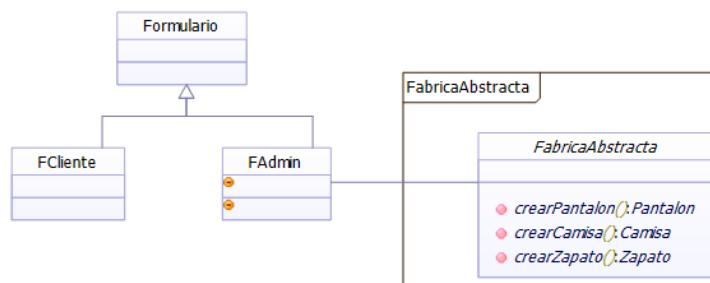 Formulario
FabricaAbstracta
FabricaAbstracta
FCliente
FAdmin
crearPantalon():Pantalon
crearCamisa():Camisa
crearZapato():Zapato